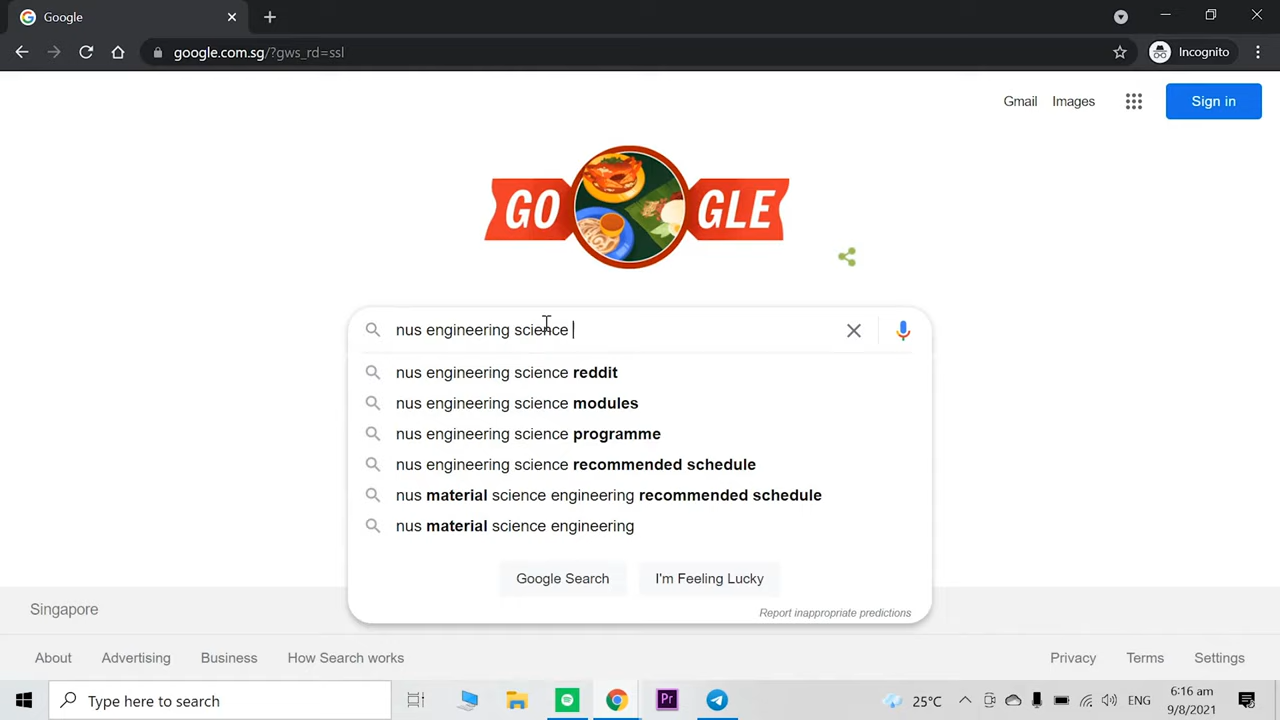 Google
google.com.sg/?gws_rd=ssl
Incognito
Gmail Images Sign in
GO GLE
nus engineering science
nus engineering science reddit
nus engineering science modules
nus engineering science programme
nus engineering science recommended schedule
nus material science engineering recommended schedule
nus material science engineering
Google Search I'm Feeling Lucky
Report inappropriate predictions
Singapore
About Advertising Business How Search works Privacy Terms Settings
Type here to search Pr 25°C ENG 6:16 am
9/8/2021